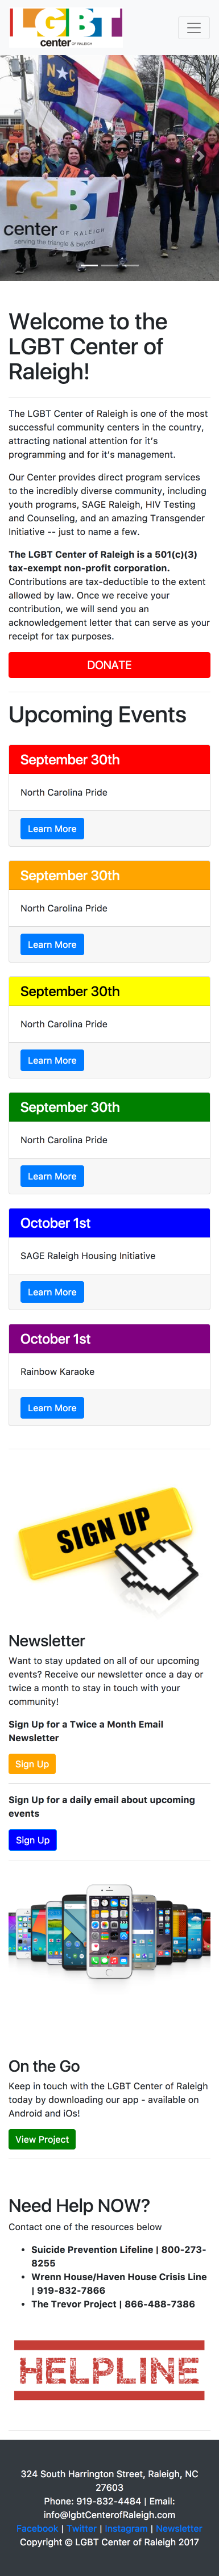 LGBT
center OF RALEIGH
LGBT
center OF RALEIGH
serving the triangle & beyond
Welcome to the
LGBT Center of
Raleigh!
The LGBT Center of Raleigh is one of the most
successful community centers in the country,
attracting national attention for it's
programming and for it's management.
Our Center provides direct program services
to the incredibly diverse community, including
youth programs, SAGE Raleigh, HIV Testing
and Counseling, and an amazing Transgender
Initiative -- just to name a few.
The LGBT Center of Raleigh is a 501(c)(3)
tax-exempt non-profit corporation.
Contributions are tax-deductible to the extent
allowed by law. Once we receive your
contribution, we will send you an
acknowledgement letter that can serve as your
receipt for tax purposes.
DONATE
Upcoming Events
September 30th
North Carolina Pride
Learn More
September 30th
North Carolina Pride
Learn More
September 30th
North Carolina Pride
Learn More
September 30th
North Carolina Pride
Learn More
October 1st
SAGE Raleigh Housing Initiative
Learn More
October 1st
Rainbow Karaoke
Learn More
SIGN UP
Newsletter
Want to stay updated on all of our upcoming
events? Receive our newsletter once a day or
twice a month to stay in touch with your
community!
Sign Up for a Twice a Month Email
Newsletter
Sign Up
Sign Up for a daily email about upcoming
events
Sign Up
On the Go
Keep in touch with the LGBT Center of Raleigh
today by downloading our app - available on
Android and iOs!
View Project
Need Help NOW?
Contact one of the resources below
• Suicide Prevention Lifeline | 800-273-
8255
• Wrenn House/Haven House Crisis Line
| 919-832-7866
• The Trevor Project | 866-488-7386
HELPLINE
324 South Harrington Street, Raleigh, NC
27603
Phone: 919-832-4484 | Email:
info@lgbtCenterofRaleigh.com
Facebook | Twitter | Instagram | Newsletter
Copyright © LGBT Center of Raleigh 2017